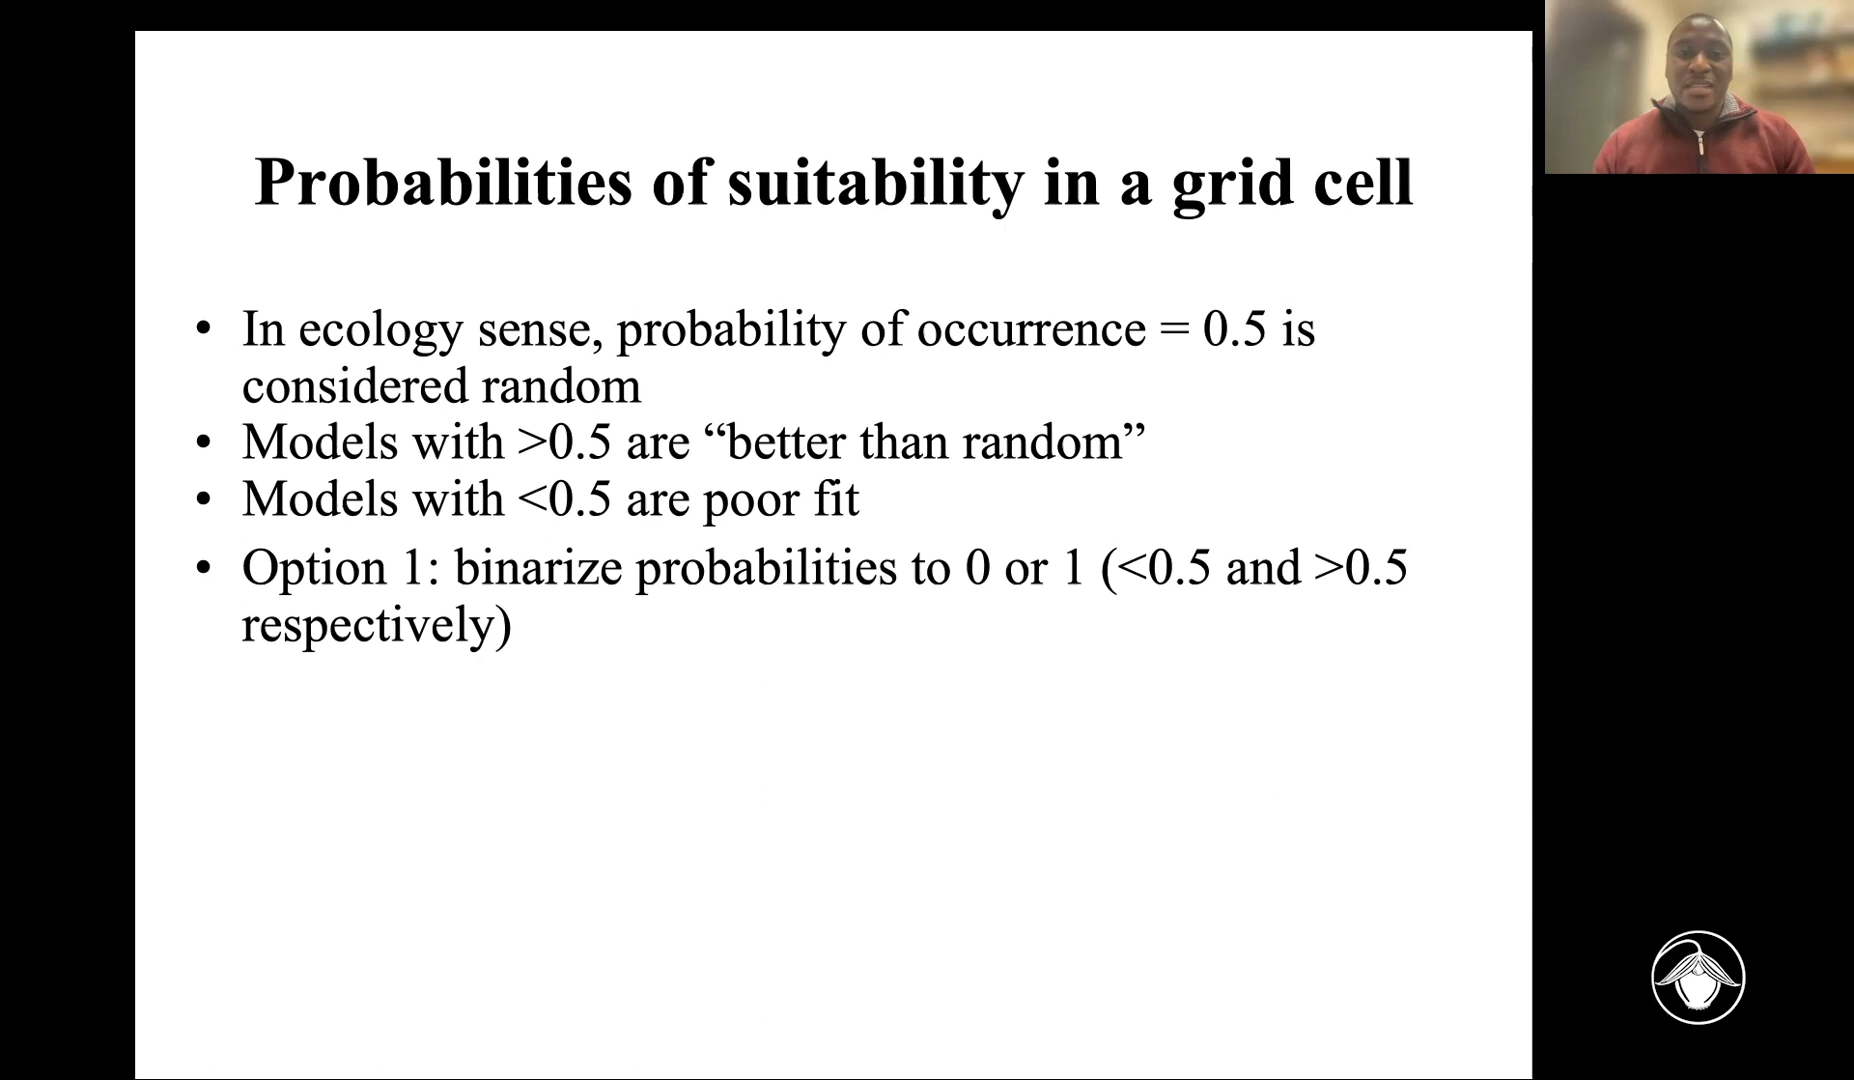 Probabilities of suitability in a grid cell
• In ecology sense, probability of occurrence = 0.5 is
considered random
• Models with >0.5 are “better than random”
• Models with <0.5 are poor fit
• Option 1: binarize probabilities to 0 or 1 (<0.5 and >0.5
respectively)